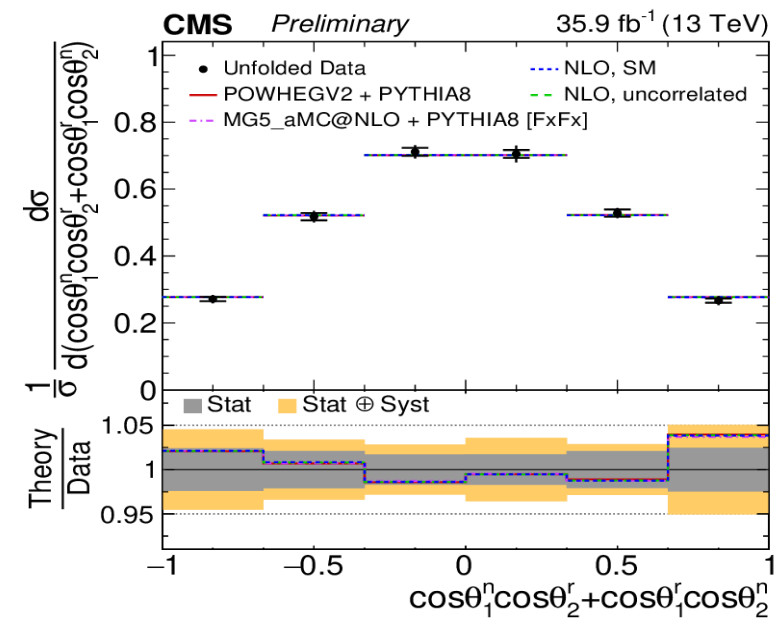 CMS Preliminary 35.9 fb⁻¹ (13 TeV)
1/σ dσ/d(cosθ₁ⁿcosθ₂ʳ+cosθ₁ʳcosθ₂ⁿ)
1
0.8
0.6
0.4
0.2
0
Unfolded Data
POWHEGV2 + PYTHIA8
MG5_aMC@NLO + PYTHIA8 [FxFx]
NLO, SM
NLO, uncorrelated
Stat
Stat ⊕ Syst
Theory
Data
1.05
1
0.95
−1 −0.5 0 0.5 1
cosθ₁ⁿcosθ₂ʳ+cosθ₁ʳcosθ₂ⁿ